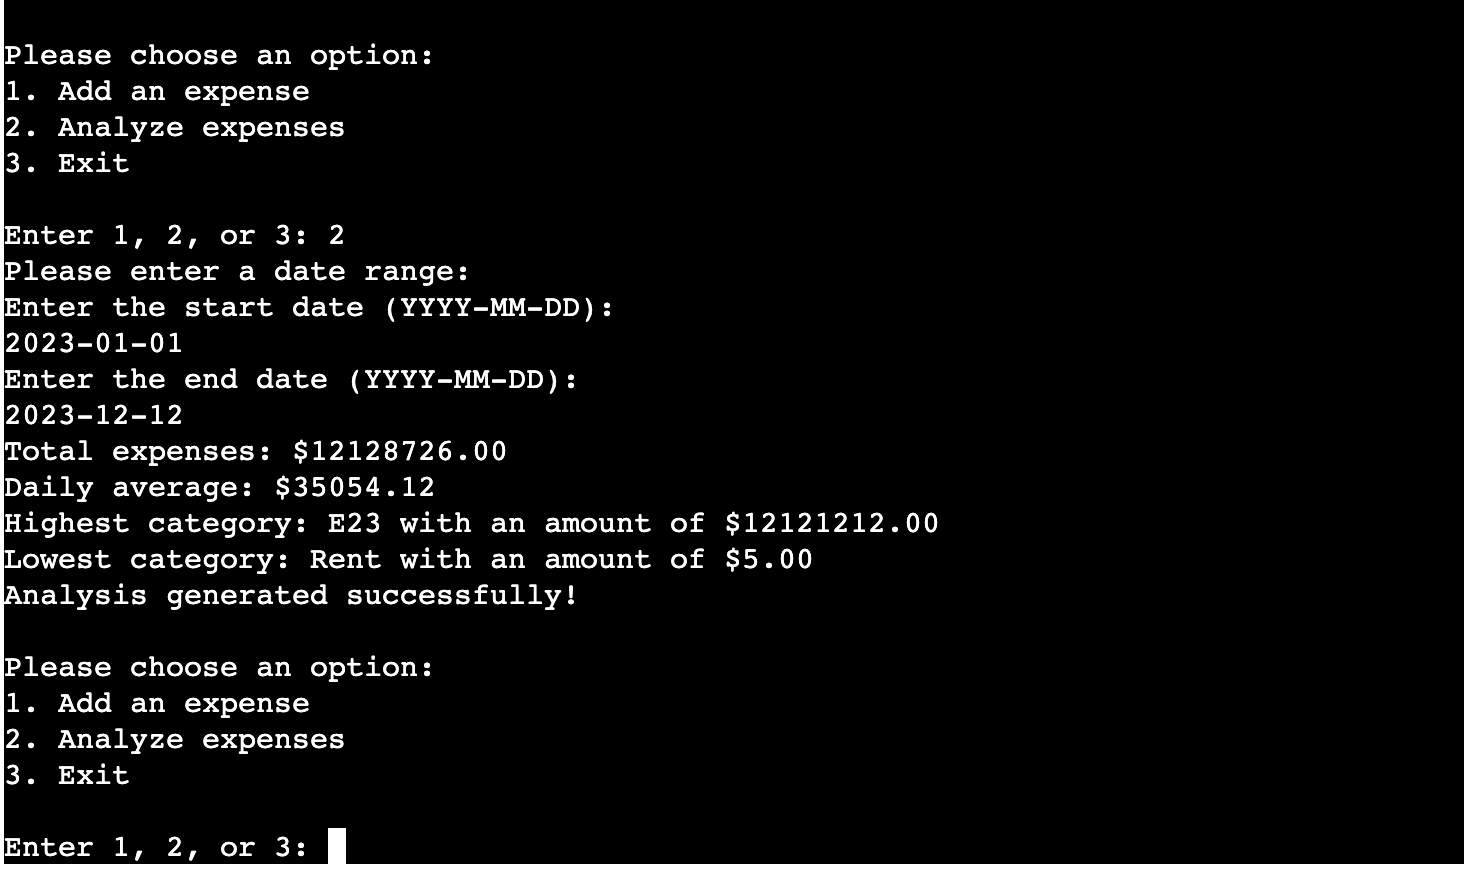 Please choose an option:
1. Add an expense
2. Analyze expenses
3. Exit
Enter 1, 2, or 3: 2
Please enter a date range:
Enter the start date (YYYY-MM-DD):
2023-01-01
Enter the end date (YYYY-MM-DD):
2023-12-12
Total expenses: $12128726.00
Daily average: $35054.12
Highest category: E23 with an amount of $12121212.00
Lowest category: Rent with an amount of $5.00
Analysis generated successfully!
Please choose an option:
1. Add an expense
2. Analyze expenses
3. Exit
Enter 1, 2, or 3: